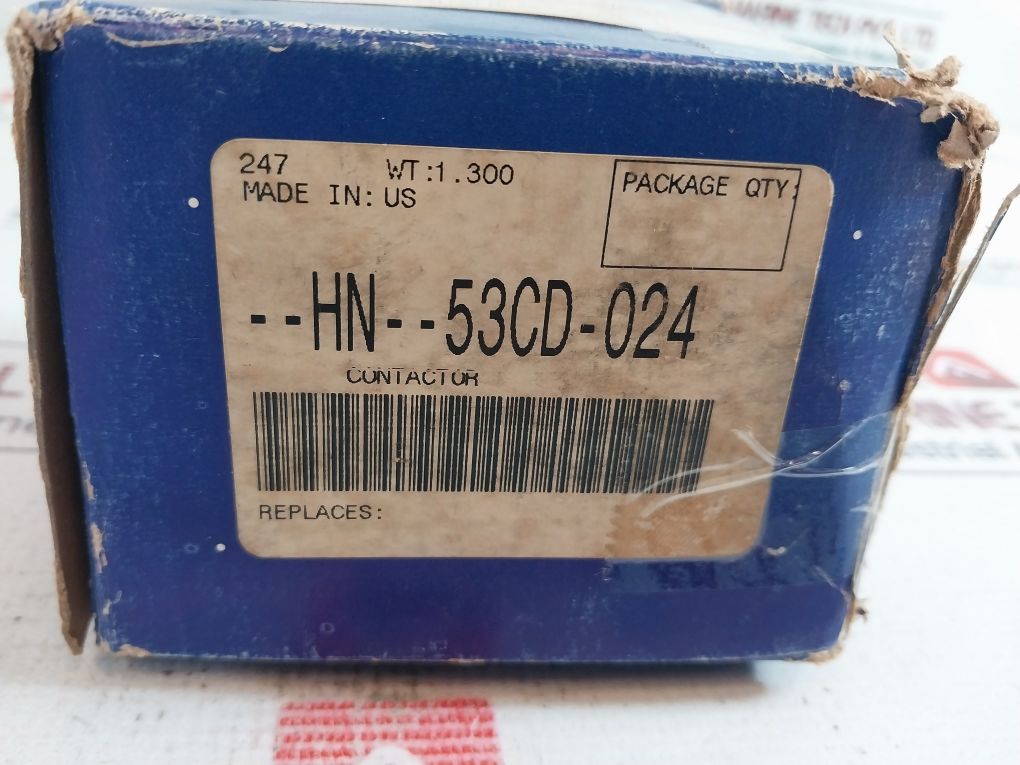 247 WT:1.300
MADE IN: US
PACKAGE QTY:
--HN--53CD-024
CONTACTOR
REPLACES: